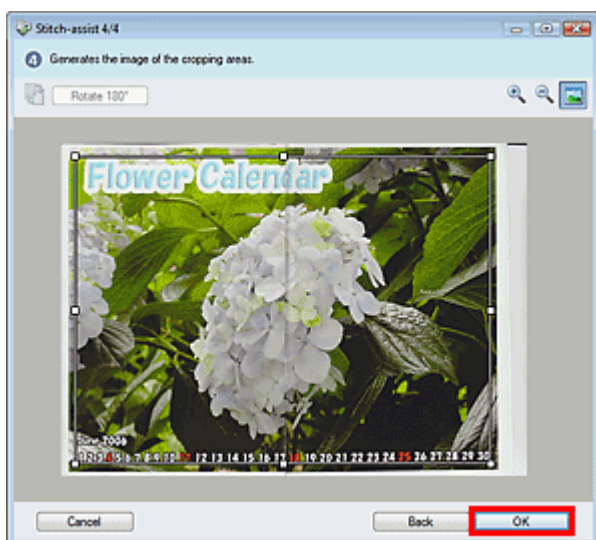 Stitch-assist 4/4
4 Generates the image of the cropping areas.
Rotate 180°
Flower Calendar
June 2006
1 2 3 4 5 6 7 8 9 10 11 12 13 14 15 16 17 18 19 20 21 22 23 24 25 26 27 28 29 30
Cancel
Back
OK